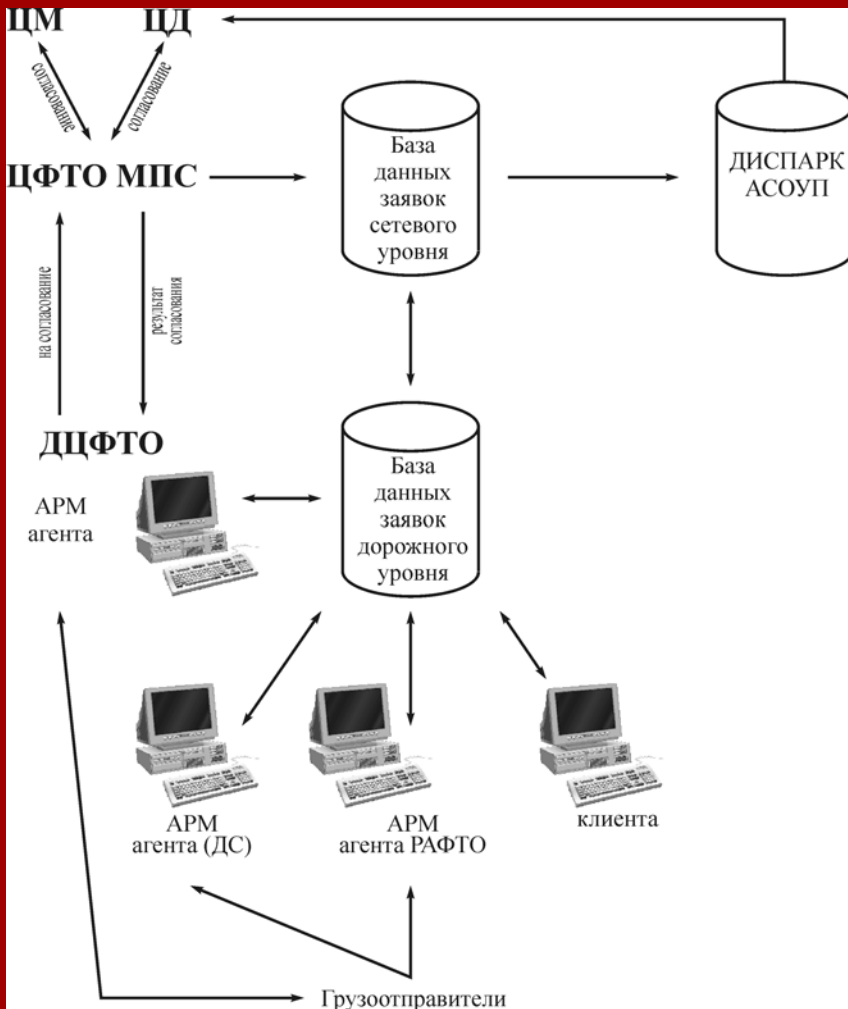 ЦМ ЦД
согласование
согласование
ЦФТО МПС
База
данных
заявок
сетевого
уровня
ДИСПАРК
АСОУП
на согласование
результат
согласования
ДЦФТО
АРМ
агента
База
данных
заявок
дорожного
уровня
АРМ
агента (ДС)
АРМ
агента РАФТО
клиента
Грузоотправители